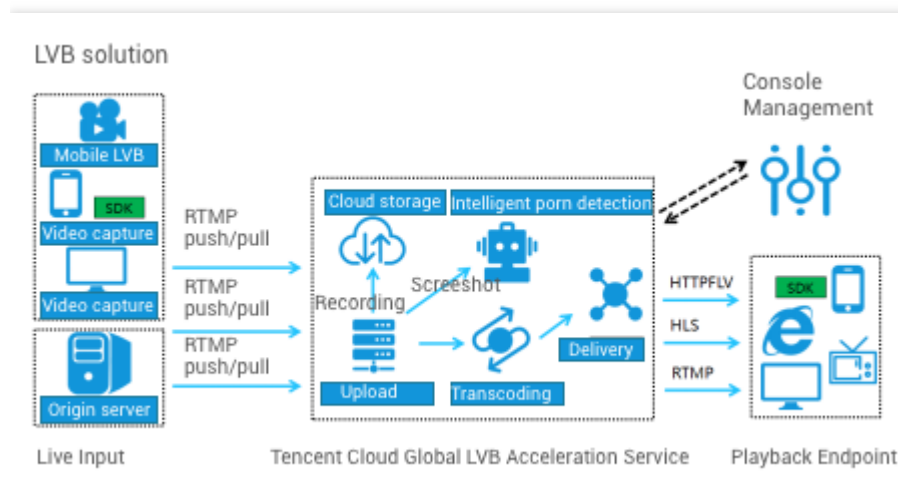 LVB solution
Mobile LVB
SDK
Video capture
Video capture
Origin server
Live Input
RTMP
push/pull
RTMP
push/pull
RTMP
push/pull
Cloud storage
Intelligent porn detection
Recording
Screeshot
Upload
Transcoding
Delivery
Tencent Cloud Global LVB Acceleration Service
Console
Management
HTTPFLV
HLS
RTMP
SDK
Playback Endpoint